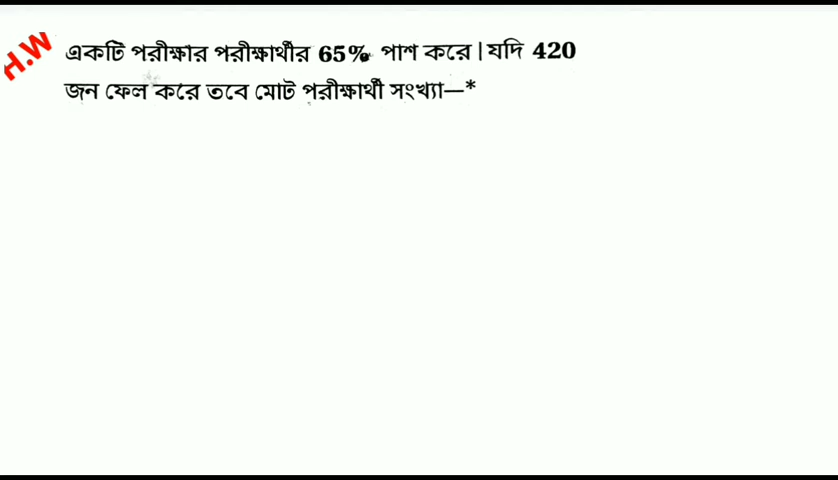 H.W
একটি পরীক্ষার পরীক্ষার্থীর 65% পাশ করে | যদি 420
জন ফেল করে তবে মোট পরীক্ষার্থী সংখ্যা—*